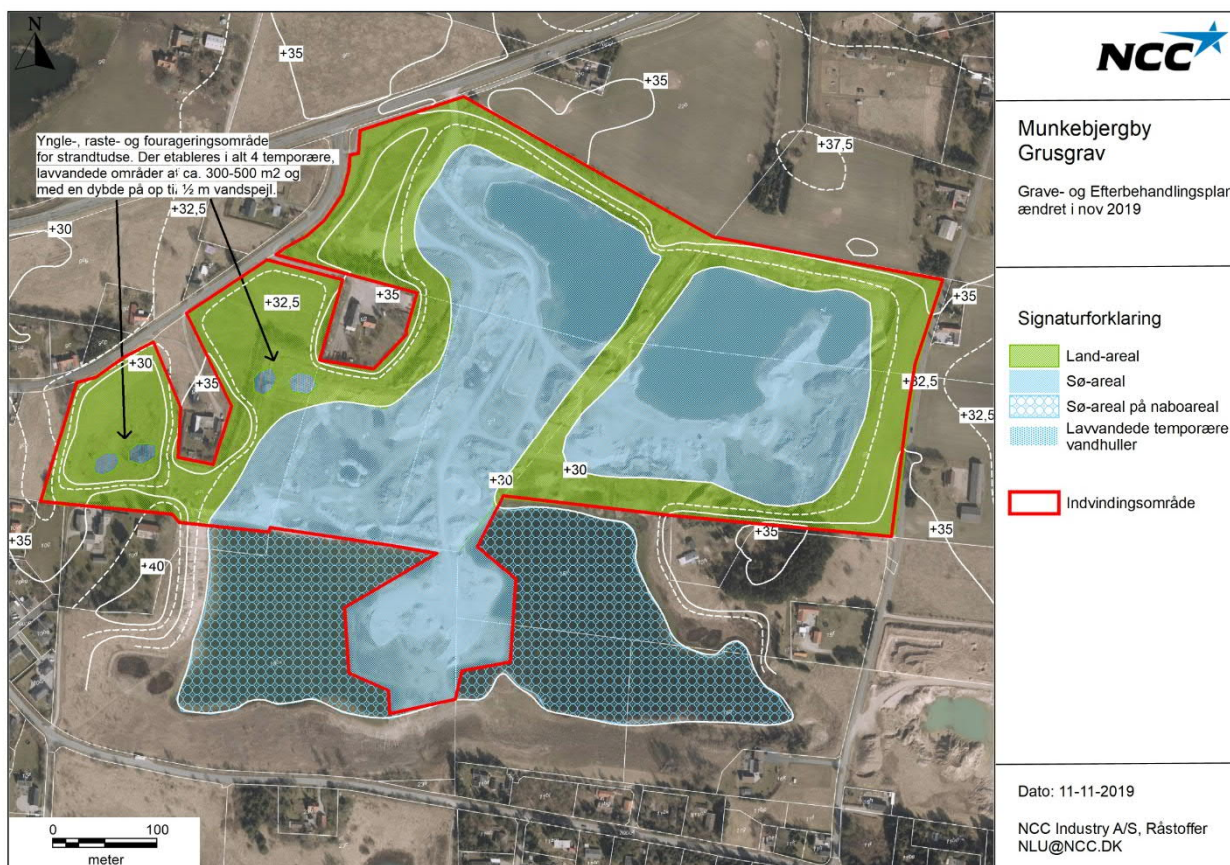 N
+35
+35
+37,5
Yngle-, raste- og fourageringsområde
for strandtudse. Der etableres i alt 4 temporære,
lavvandede områder af ca. 300-500 m2 og
med en dybde på op til ½ m vandspejl.
+32,5
+30
+32,5
+35
+35
+30
+35
+32,5
+32,5
+30
+30
+35
+35
+35
+40
0 100
meter
NCC
Munkebjergby
Grusgrav
Grave- og Efterbehandlingsplan
ændret i nov 2019
Signaturforklaring
Land-areal
Sø-areal
Sø-areal på naboareal
Lavvandede temporære
vandhuller
Indvindingsområde
Dato: 11-11-2019
NCC Industry A/S, Råstoffer
NLU@NCC.DK